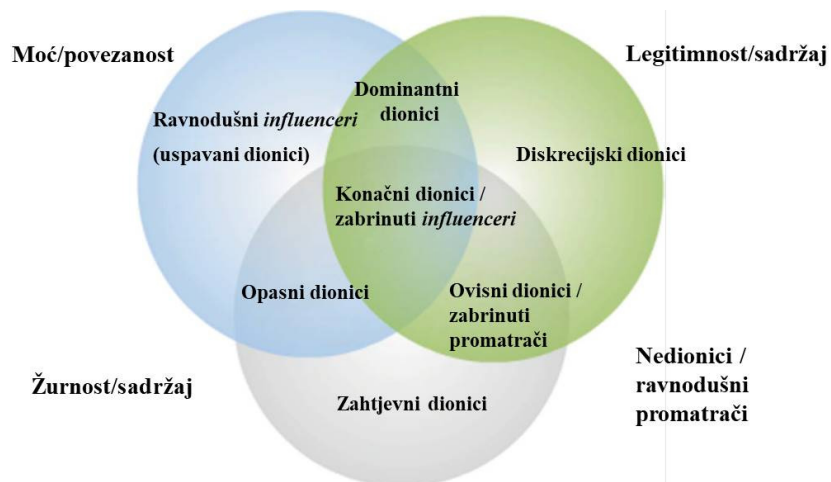 Moć/povezanost
Legitimnost/sadržaj
Dominantni
dionici
Ravnodušni influenceri
(uspavani dionici)
Diskrecijski dionici
Konačni dionici /
zabrinuti influenceri
Opasni dionici
Ovisni dionici /
zabrinuti
promatrači
Žurnost/sadržaj
Nedionici /
ravnodušni
promatrači
Zahtjevni dionici